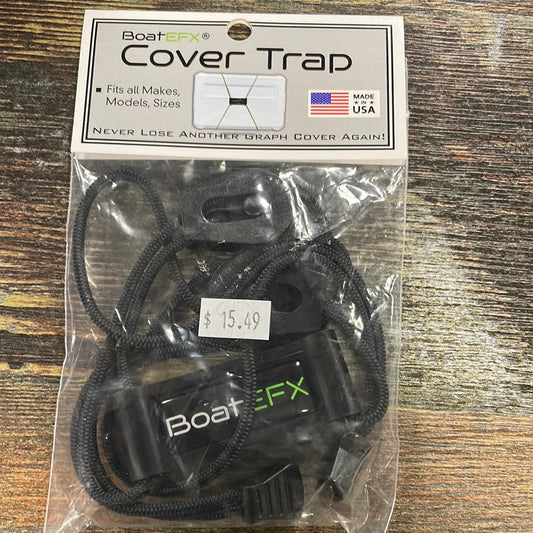 BoatEFX®
Cover Trap
▪ Fits all Makes,
Models, Sizes
MADE
IN
USA
Never Lose Another Graph Cover Again!
$ 15.49
BoatEFX